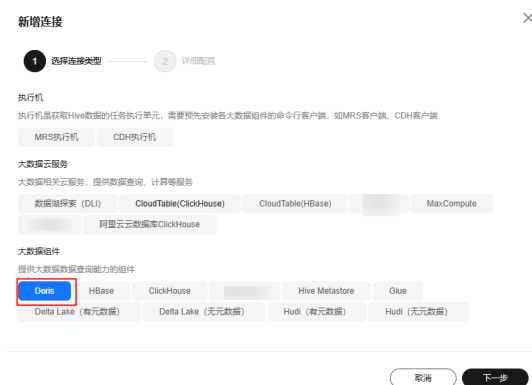 新增连接
1 选择连接类型 2 详细配置
执行机
执行机是获取Hive数据的任务执行单元，需要预先安装各大数据组件的命令行客户端，如MRS客户端、CDH客户端
MRS执行机 CDH执行机
大数据云服务
大数据相关云服务，提供数据查询、计算等服务
数据湖探索（DLI） CloudTable(ClickHouse) CloudTable(HBase) MaxCompute
阿里云云数据库ClickHouse
大数据组件
提供大数据数据查询能力的组件
Doris HBase ClickHouse Hive Metastore Glue
Delta Lake（有元数据） Delta Lake（无元数据） Hudi（有元数据） Hudi（无元数据）
取消 下一步